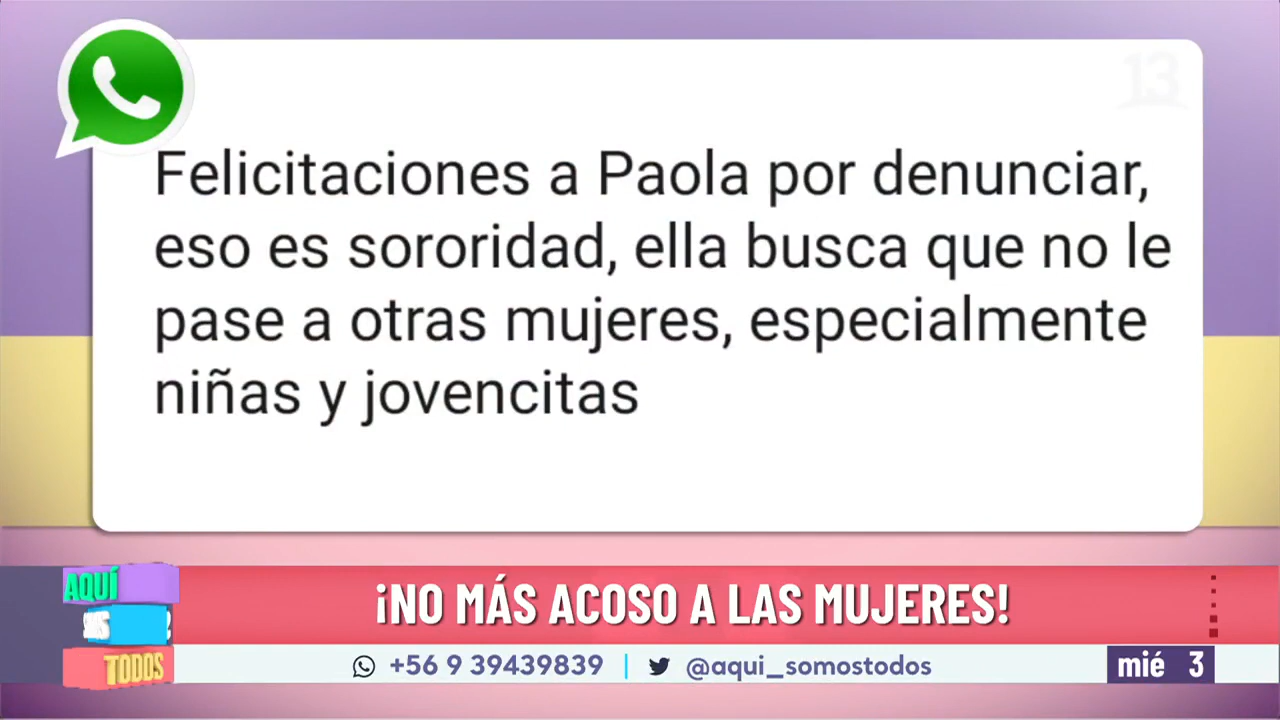 13
Felicitaciones a Paola por denunciar,
eso es sororidad, ella busca que no le
pase a otras mujeres, especialmente
niñas y jovencitas
AQUÍ
TODOS
¡NO MÁS ACOSO A LAS MUJERES!
+56 9 39439839 | @aqui_somostodos
mié 3